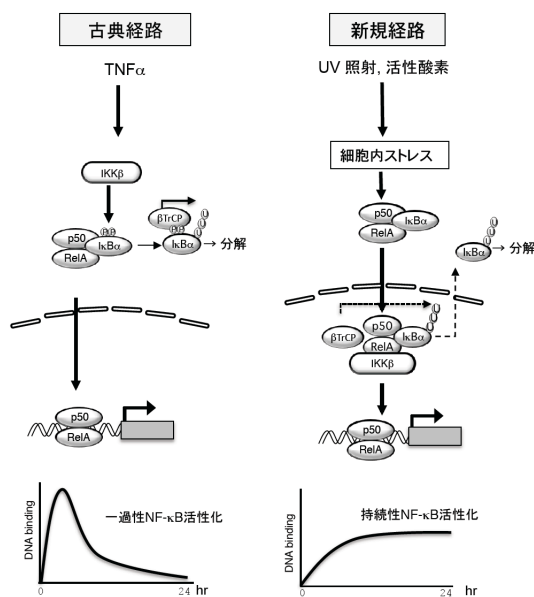 古典経路
TNFα
IKKβ
βTrCP
U
U
U
U
p50
P
P
IκBα
RelA
P
P
IκBα
→ 分解
p50
RelA
DNA binding
一過性NF-κB活性化
0
24
hr
新規経路
UV 照射, 活性酸素
細胞内ストレス
p50
IκBα
RelA
U
U
U
U
IκBα
→ 分解
U
U
U
βTrCP
p50
IκBα
RelA
IKKβ
p50
RelA
DNA binding
持続性NF-κB活性化
0
24
hr